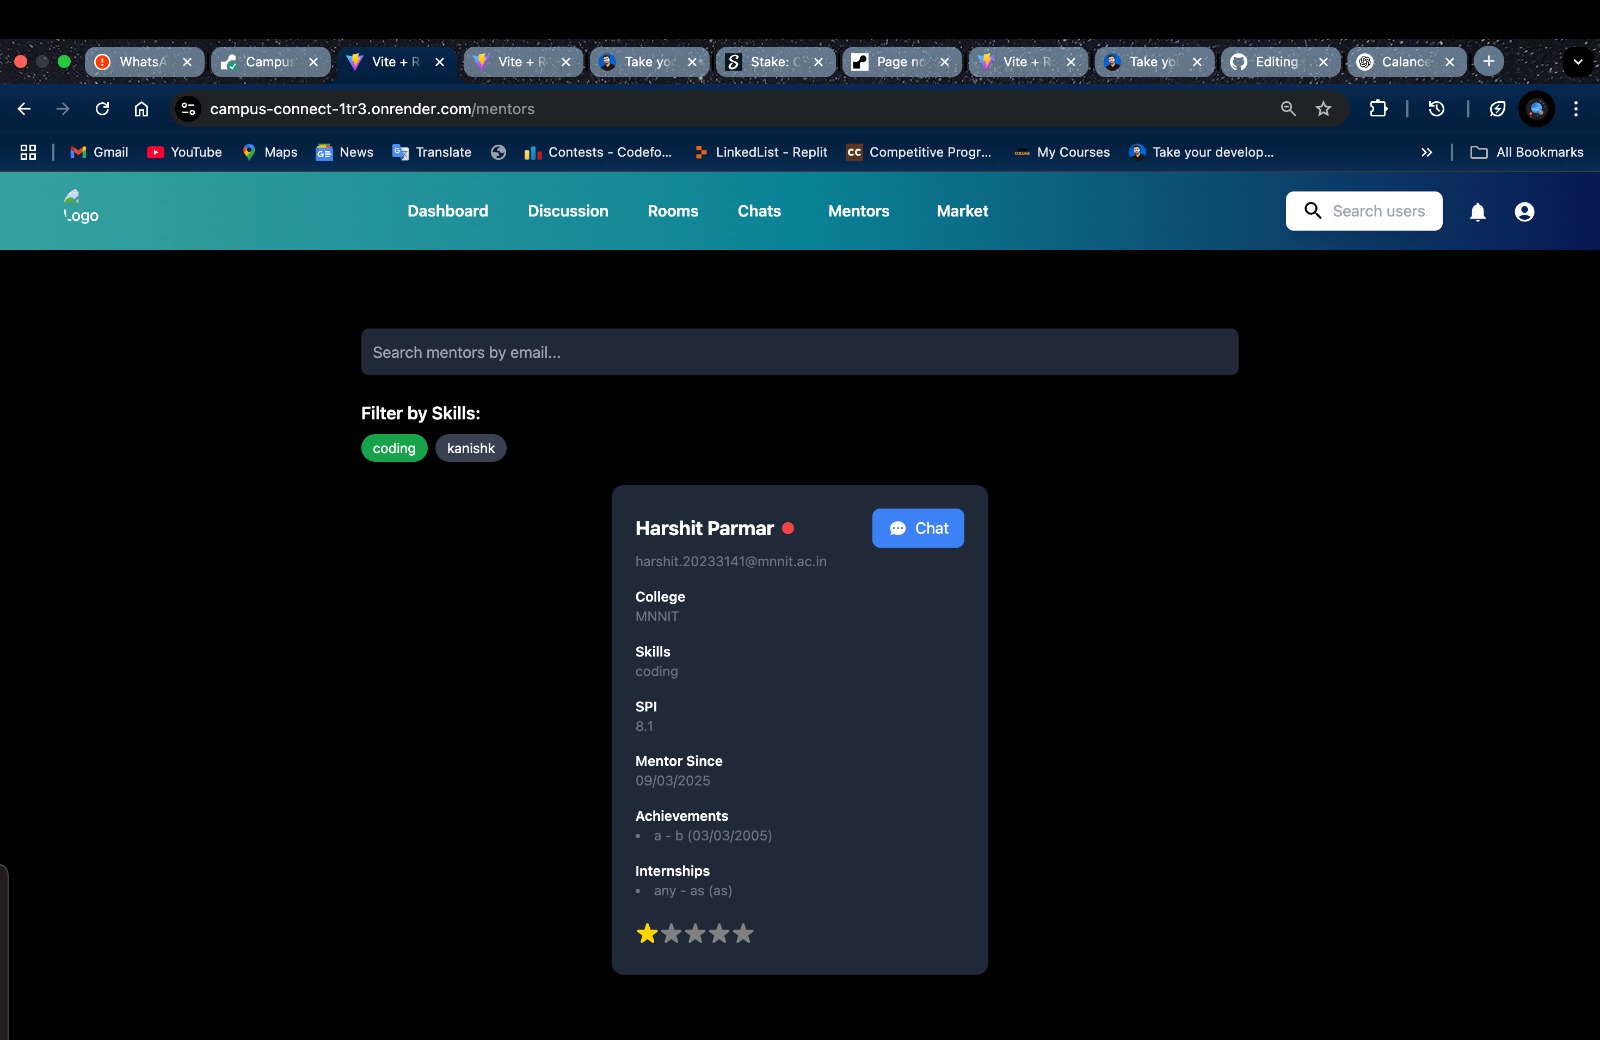 WhatsA
Campus
Vite + R
Vite + R
Take yo
Stake: C
Page no
Vite + R
Take yo
Editing
Calance
campus-connect-1tr3.onrender.com/mentors
Gmail
YouTube
Maps
News
Translate
Contests - Codefo...
LinkedList - Replit
CC
Competitive Progr...
My Courses
Take your develop...
All Bookmarks
Logo
Dashboard
Discussion
Rooms
Chats
Mentors
Market
Search users
Search mentors by email...
Filter by Skills:
coding
kanishk
Harshit Parmar
Chat
harshit.20233141@mnnit.ac.in
College
MNNIT
Skills
coding
SPI
8.1
Mentor Since
09/03/2025
Achievements
• a - b (03/03/2005)
Internships
• any - as (as)